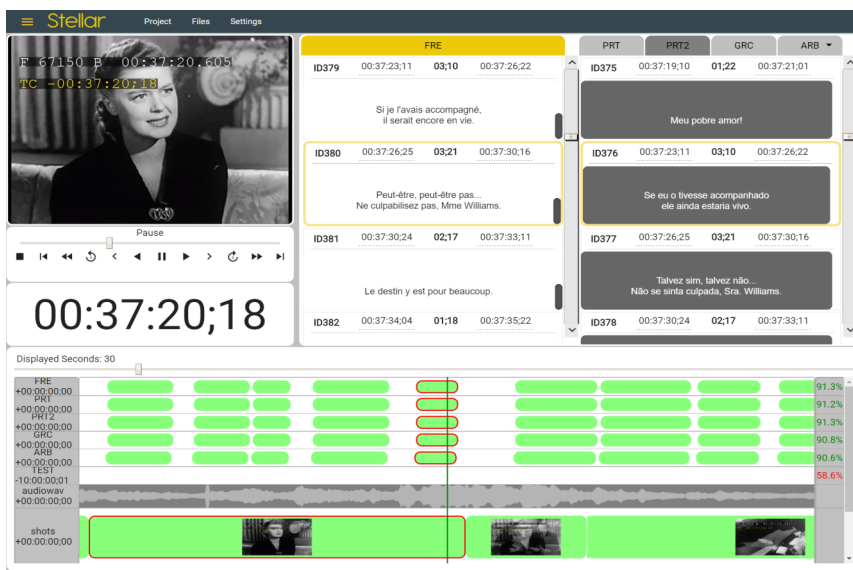 Stellar
Project Files Settings
F 67150 B 00:37:20.605
TC -00:37:20:18
Pause
00:37:20;18
FRE
ID379 00:37:23;11 03;10 00:37:26;22
Si je l'avais accompagné,
il serait encore en vie.
ID380 00:37:26;25 03;21 00:37:30;16
Peut-être, peut-être pas...
Ne culpabilisez pas, Mme Williams.
ID381 00:37:30;24 02;17 00:37:33;11
Le destin y est pour beaucoup.
ID382 00:37:34;04 01;18 00:37:35;22
PRT PRT2 GRC ARB
ID375 00:37:19;10 01;22 00:37:21;01
Meu pobre amor!
ID376 00:37:23;11 03;10 00:37:26;22
Se eu o tivesse acompanhado
ele ainda estaria vivo.
ID377 00:37:26;25 03;21 00:37:30;16
Talvez sim, talvez não...
Não se sinta culpada, Sra. Williams.
ID378 00:37:30;24 02;17 00:37:33;11
Displayed Seconds: 30
FRE
+00:00:00;00 91.3%
PRT
+00:00:00;00 91.2%
PRT2
+00:00:00;00 91.3%
GRC
+00:00:00;00 90.8%
ARB
+00:00:00;00 90.6%
TEST
-10:00:00;01 58.6%
audiowav
+00:00:00;00
shots
+00:00:00;00